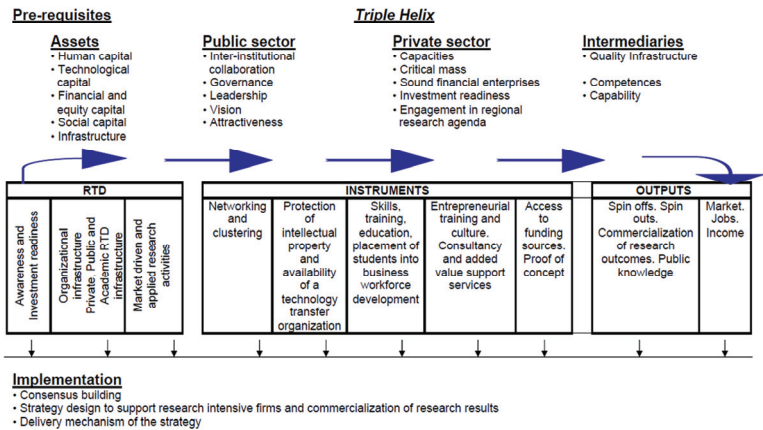 Pre-requisites
Triple Helix
Assets
• Human capital
• Technological
capital
• Financial and
equity capital
• Social capital
• Infrastructure
Public sector
• Inter-institutional
collaboration
• Governance
• Leadership
• Vision
• Attractiveness
Private sector
• Capacities
• Critical mass
• Sound financial enterprises
• Investment readiness
• Engagement in regional
research agenda
Intermediaries
• Quality Infrastructure
• Competences
• Capability
RTD
Awareness and
Investment readiness
Organizational
infrastructure
Private. Public and
Academic RTD
infrastructure
Market driven and
applied research
activities
INSTRUMENTS
Networking
and
clustering
Protection
of
intellectual
property
and
availability
of a
technology
transfer
organization
Skills,
training,
education,
placement of
students into
business
workforce
development
Entrepreneurial
training and
culture.
Consultancy
and added
value support
services
Access
to
funding
sources.
Proof of
concept
OUTPUTS
Spin offs. Spin
outs.
Commercialization
of research
outcomes. Public
knowledge
Market.
Jobs.
Income
Implementation
• Consensus building
• Strategy design to support research intensive firms and commercialization of research results
• Delivery mechanism of the strategy